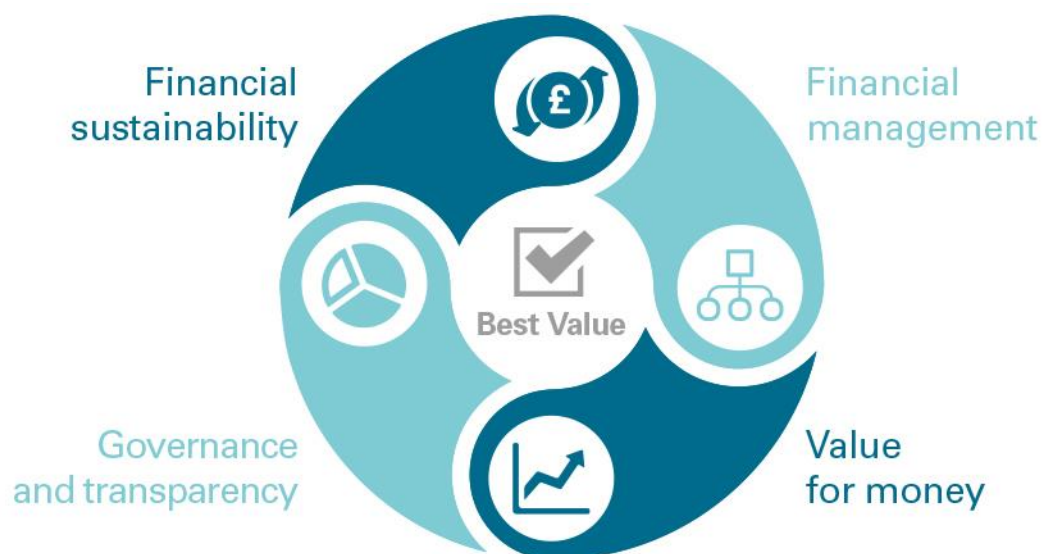 Financial
sustainability
£
Financial
management
Best Value
Governance
and transparency
Value
for money